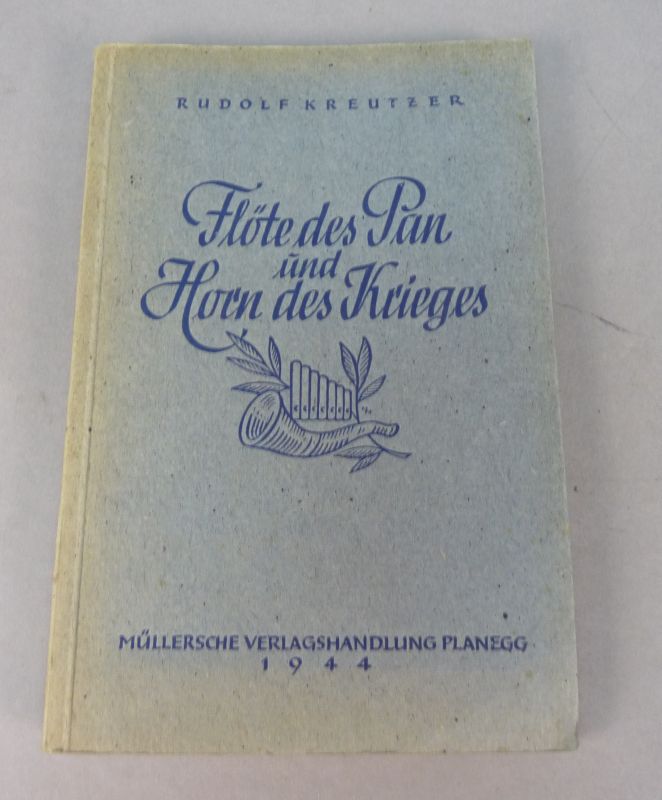 RUDOLF KREUTZER
Flöte des Pan
und
Horn des Krieges
MÜLLERSCHE VERLAGSHANDLUNG PLANEGG
1944